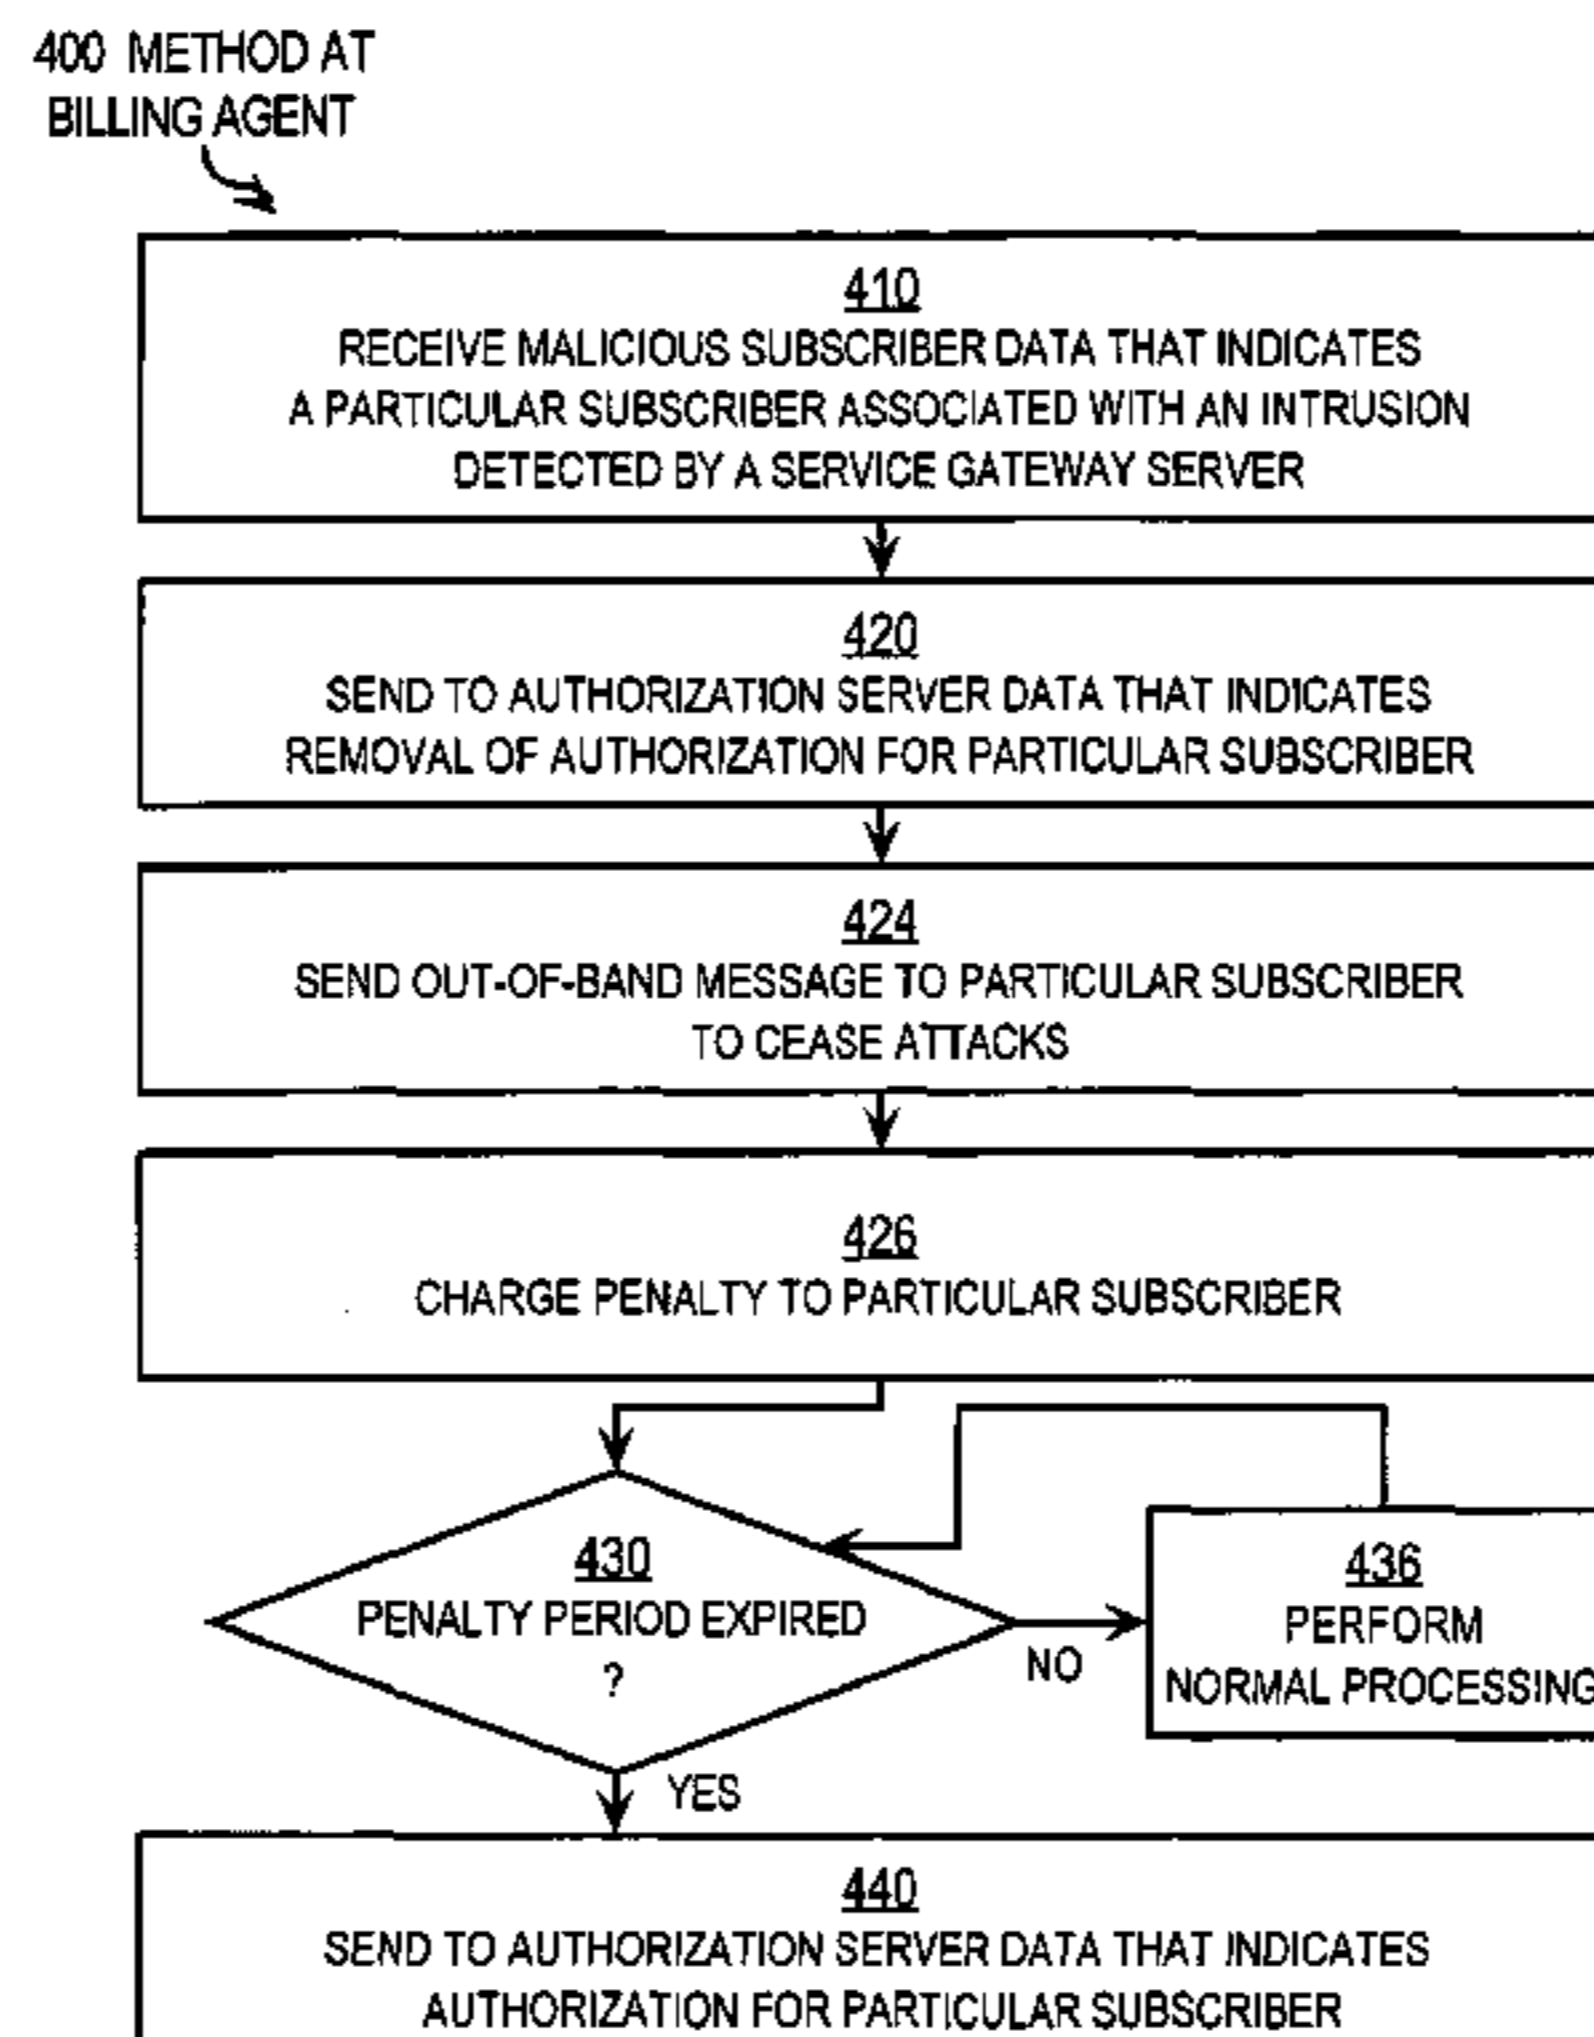 400 METHOD AT
BILLING AGENT
410
RECEIVE MALICIOUS SUBSCRIBER DATA THAT INDICATES
A PARTICULAR SUBSCRIBER ASSOCIATED WITH AN INTRUSION
DETECTED BY A SERVICE GATEWAY SERVER
420
SEND TO AUTHORIZATION SERVER DATA THAT INDICATES
REMOVAL OF AUTHORIZATION FOR PARTICULAR SUBSCRIBER
424
SEND OUT-OF-BAND MESSAGE TO PARTICULAR SUBSCRIBER
TO CEASE ATTACKS
426
CHARGE PENALTY TO PARTICULAR SUBSCRIBER
430
PENALTY PERIOD EXPIRED
?
NO
436
PERFORM
NORMAL PROCESSING
YES
440
SEND TO AUTHORIZATION SERVER DATA THAT INDICATES
AUTHORIZATION FOR PARTICULAR SUBSCRIBER